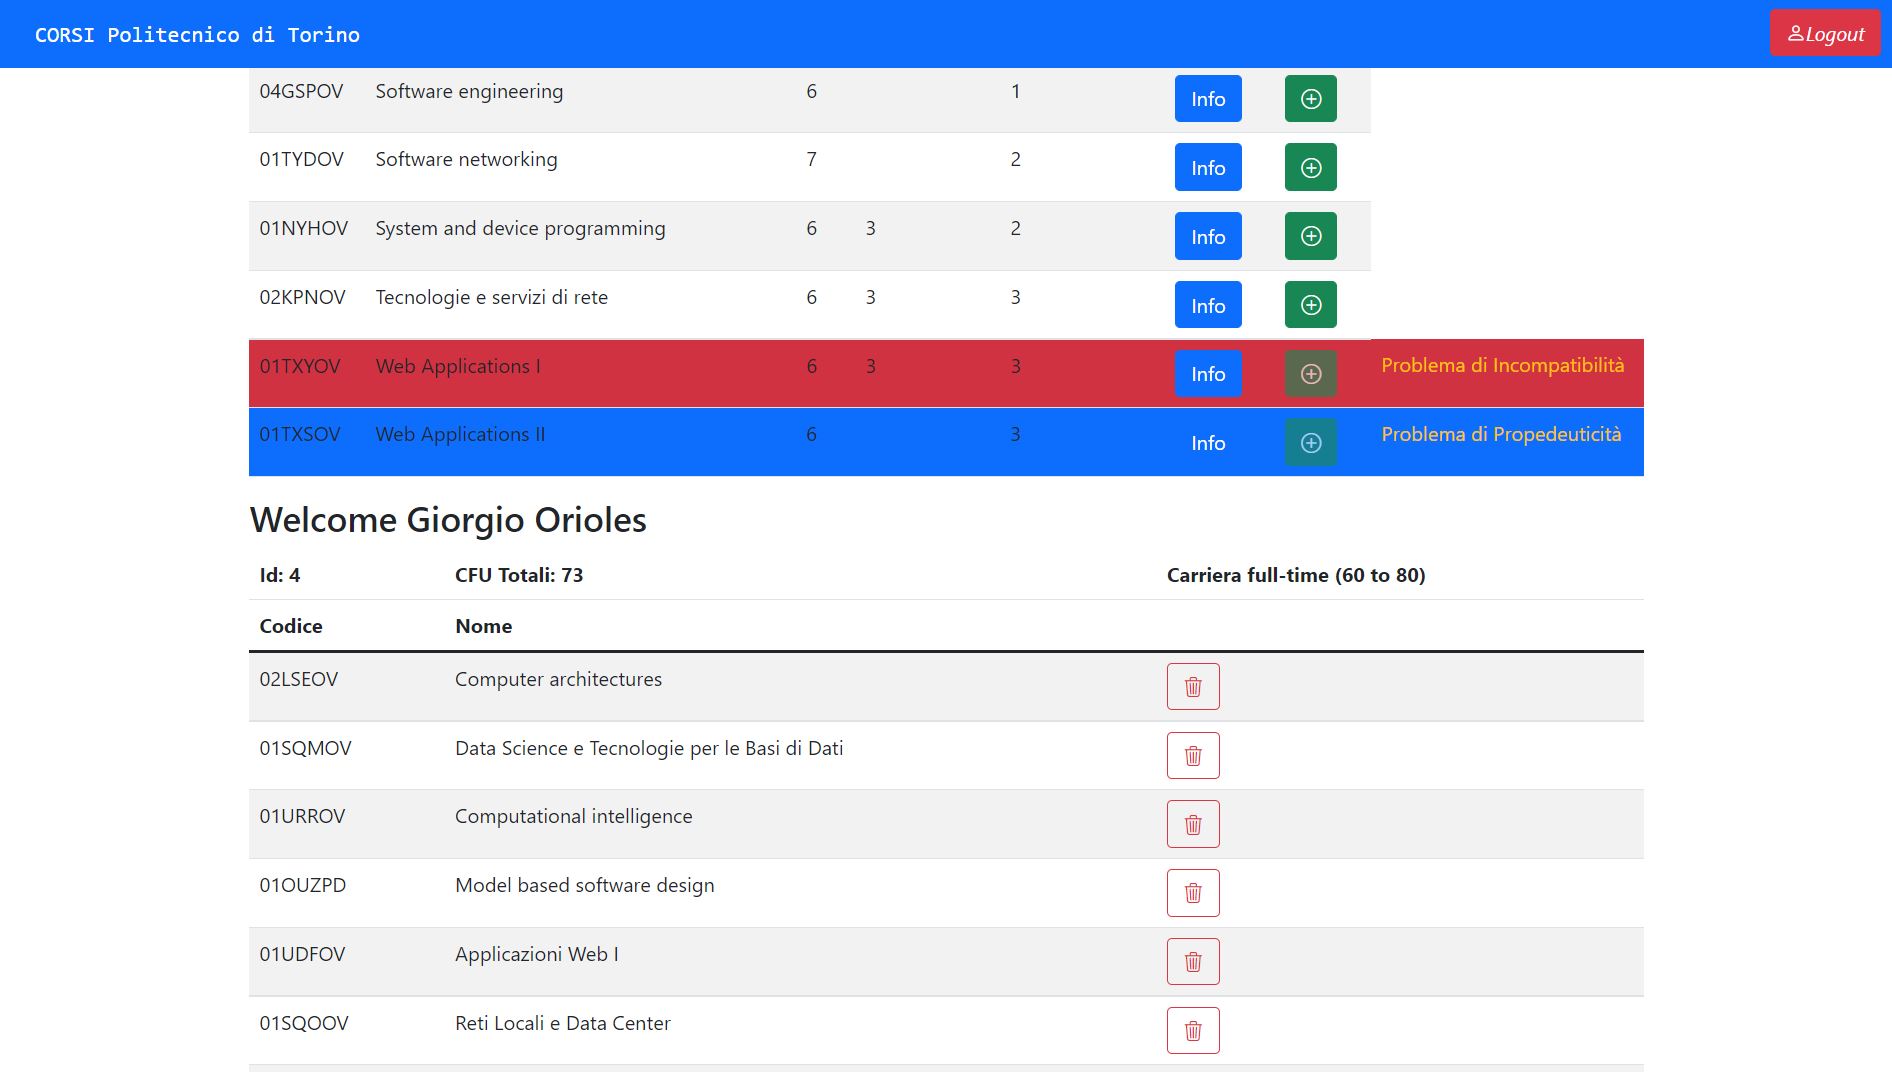 CORSI Politecnico di Torino Logout
04GSPOV Software engineering 6 1 Info
01TYDOV Software networking 7 2 Info
01NYHOV System and device programming 6 3 2 Info
02KPNOV Tecnologie e servizi di rete 6 3 3 Info
01TXYOV Web Applications I 6 3 3 Info Problema di Incompatibilità
01TXSOV Web Applications II 6 3 Info Problema di Propedeuticità
Welcome Giorgio Orioles
Id: 4 CFU Totali: 73 Carriera full-time (60 to 80)
Codice Nome
02LSEOV Computer architectures
01SQMOV Data Science e Tecnologie per le Basi di Dati
01URROV Computational intelligence
01OUZPD Model based software design
01UDFOV Applicazioni Web I
01SQOOV Reti Locali e Data Center